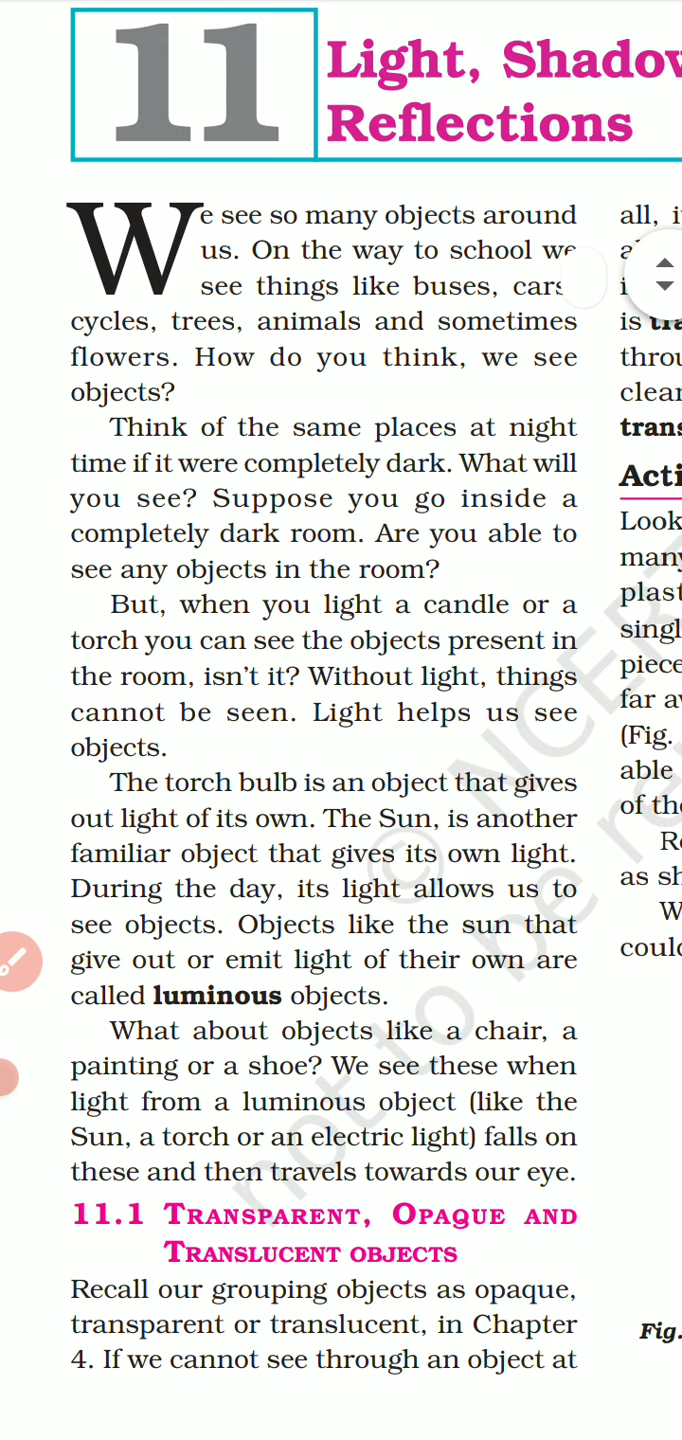 11
Light, Shadow
Reflections
We see so many objects around
us. On the way to school we
see things like buses, cars
cycles, trees, animals and sometimes
flowers. How do you think, we see
objects?
Think of the same places at night
time if it were completely dark. What will
you see? Suppose you go inside a
completely dark room. Are you able to
see any objects in the room?
But, when you light a candle or a
torch you can see the objects present in
the room, isn't it? Without light, things
cannot be seen. Light helps us see
objects.
The torch bulb is an object that gives
out light of its own. The Sun, is another
familiar object that gives its own light.
During the day, its light allows us to
see objects. Objects like the sun that
give out or emit light of their own are
called luminous objects.
What about objects like a chair, a
painting or a shoe? We see these when
light from a luminous object (like the
Sun, a torch or an electric light) falls on
these and then travels towards our eye.
11.1 TRANSPARENT, OPAQUE AND
TRANSLUCENT OBJECTS
Recall our grouping objects as opaque,
transparent or translucent, in Chapter
4. If we cannot see through an object at
all,
is
clear
trans
Acti
Look
many
plast
singl
piece
far
(Fig.
able
of the
as sh
could
Fig.
© NCERT
not to be re